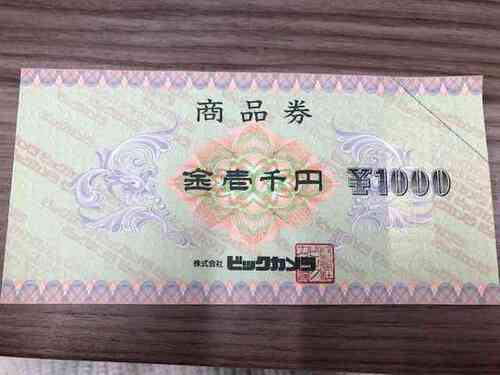 商品券
金壱千円 ¥1000
株式会社 ビックカメラ